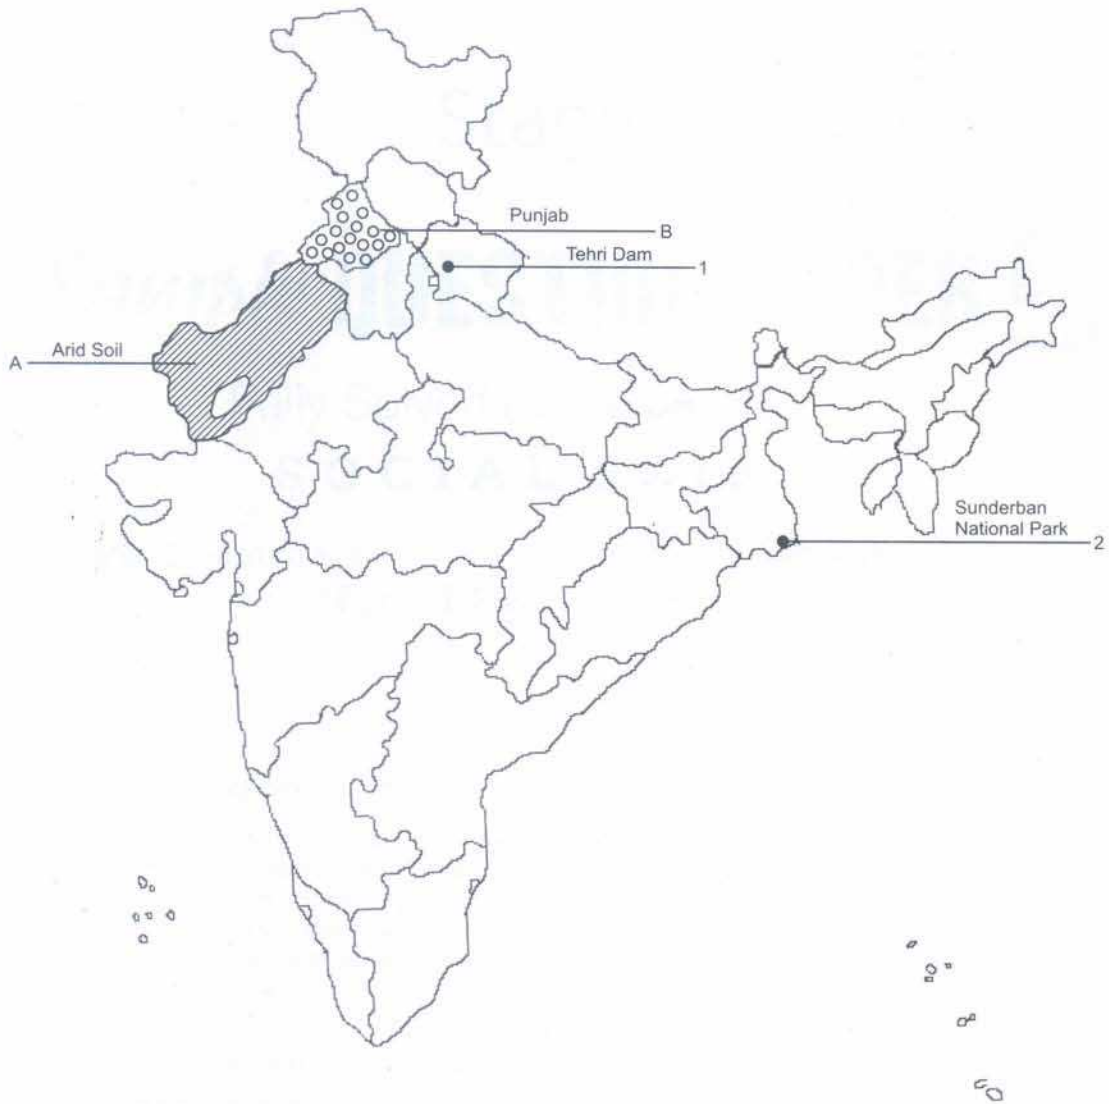 Punjab
B
Tehri Dam
1
Arid Soil
A
Sunderban
National Park
2